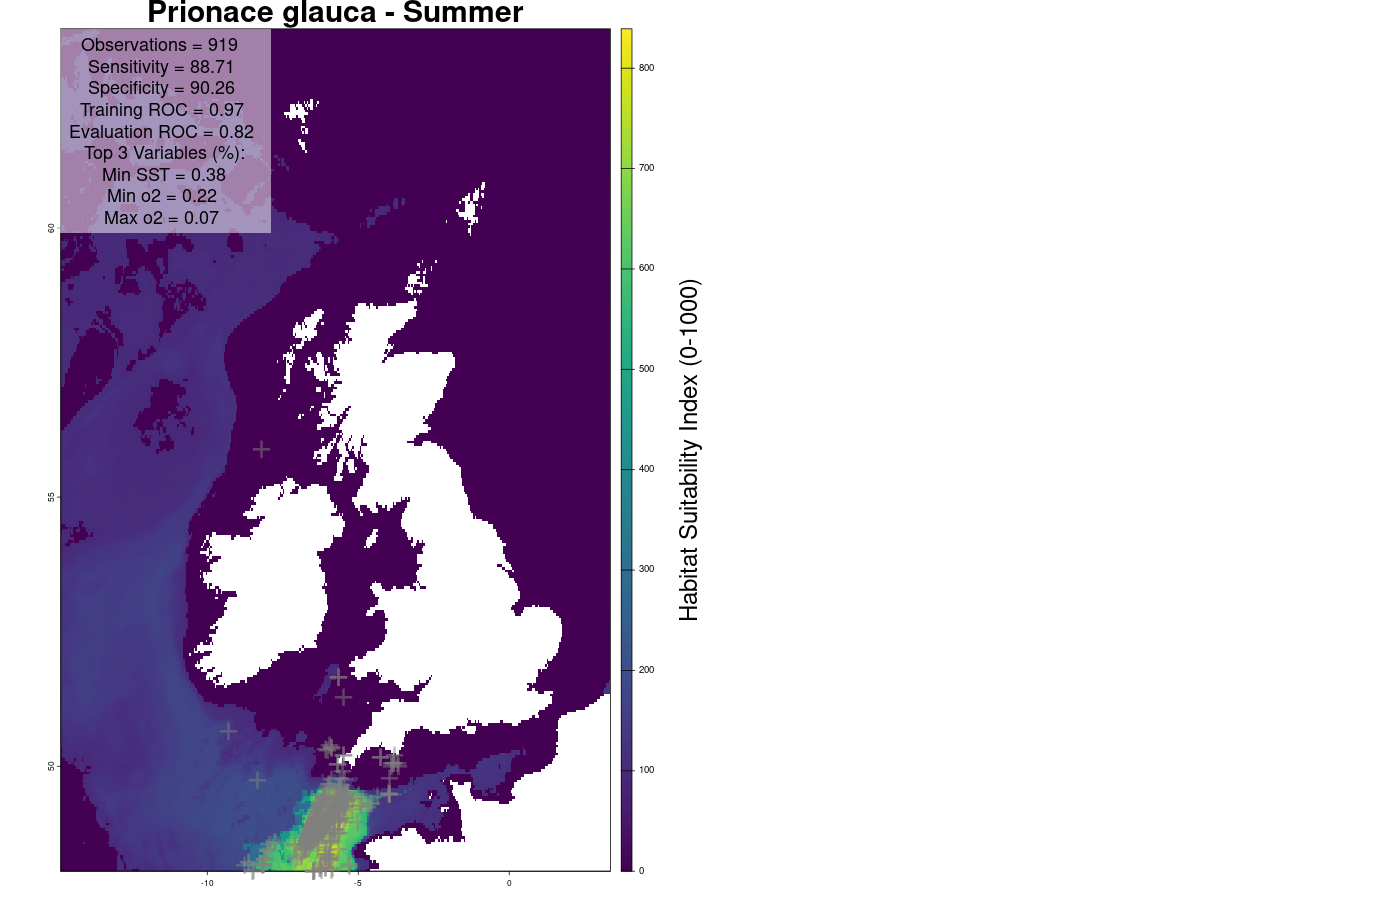 Prionace glauca - Summer
Observations = 919
Sensitivity = 88.71
Specificity = 90.26
Training ROC = 0.97
Evaluation ROC = 0.82
Top 3 Variables (%):
Min SST = 0.38
Min o2 = 0.22
Max o2 = 0.07
60
55
50
-10
-5
0
800
700
600
500
400
300
200
100
0
Habitat Suitability Index (0-1000)